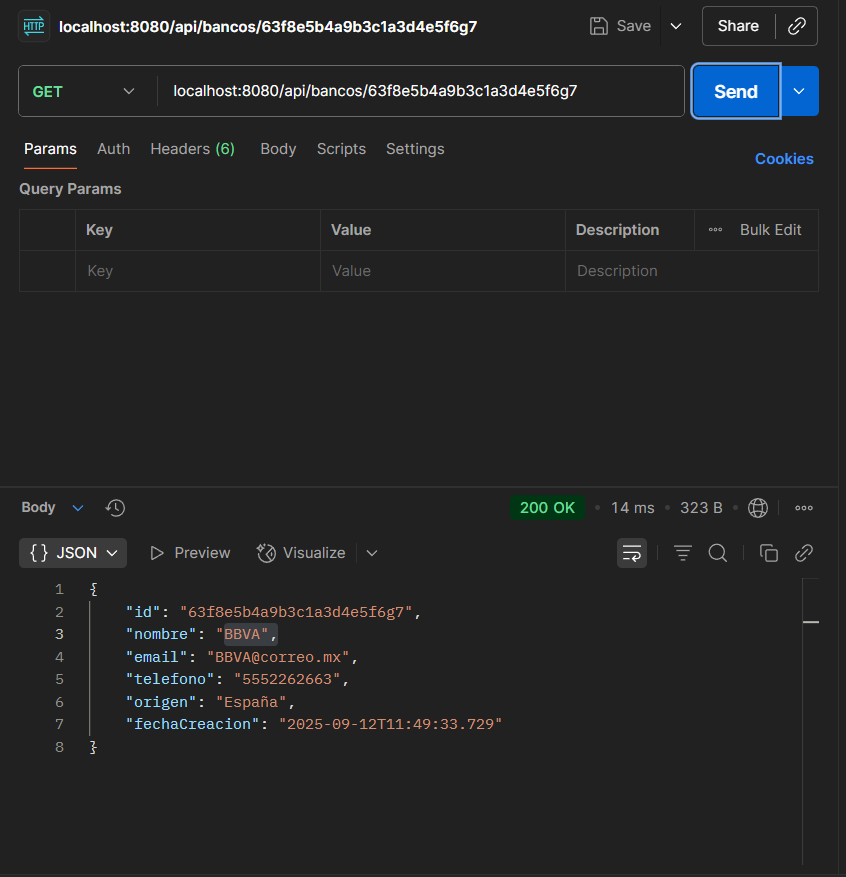 HTTP localhost:8080/api/bancos/63f8e5b4a9b3c1a3d4e5f6g7 Save Share
GET localhost:8080/api/bancos/63f8e5b4a9b3c1a3d4e5f6g7 Send
Params Auth Headers (6) Body Scripts Settings Cookies
Query Params
Key Value Description Bulk Edit
Key Value Description
Body 200 OK • 14 ms • 323 B •
{} JSON Preview Visualize
1 {
2 "id": "63f8e5b4a9b3c1a3d4e5f6g7",
3 "nombre": "BBVA",
4 "email": "BBVA@correo.mx",
5 "telefono": "5552262663",
6 "origen": "España",
7 "fechaCreacion": "2025-09-12T11:49:33.729"
8 }